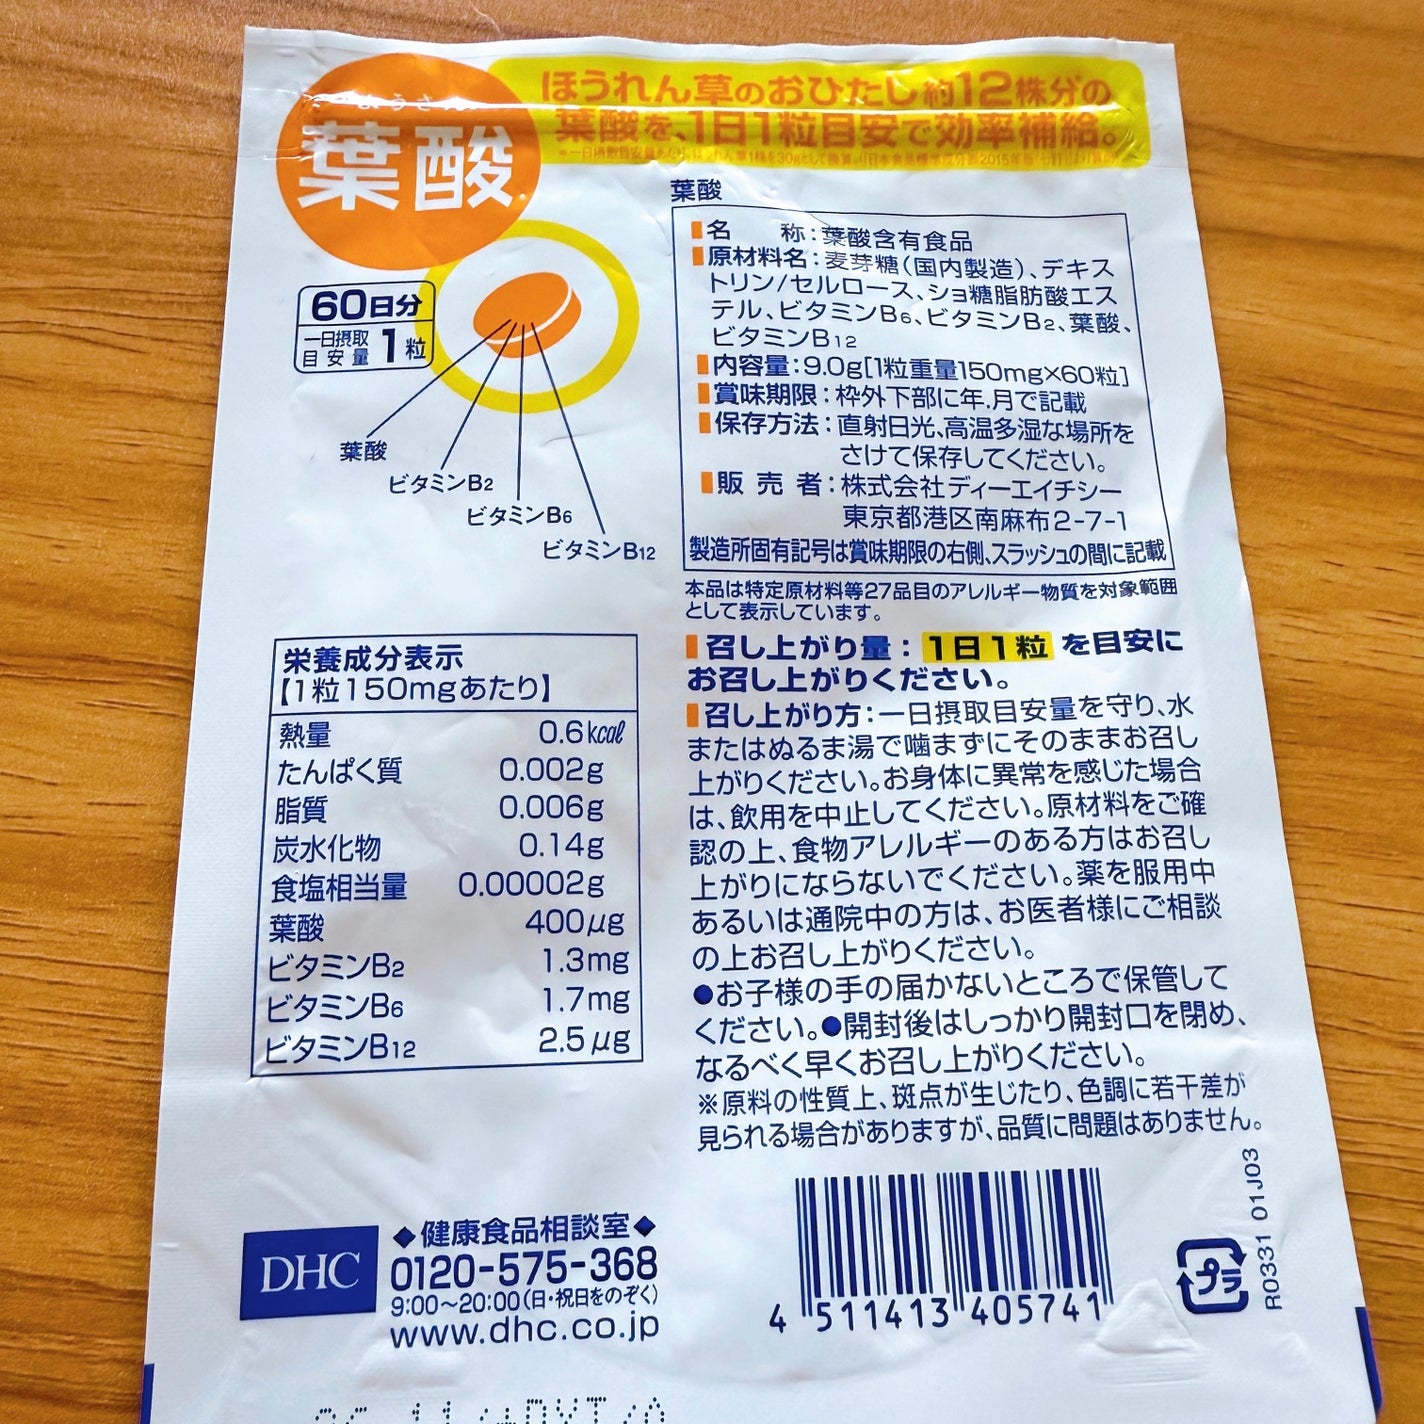 ほうれん草のおひたし約12株分の
葉酸を、1日1粒目安で効率補給。
葉酸
60日分
一日摂取
目安量 1粒
葉酸
ビタミンB2
ビタミンB6
ビタミンB12
栄養成分表示
【1粒150mgあたり】
熱量 0.6kcal
たんぱく質 0.002g
脂質 0.006g
炭水化物 0.14g
食塩相当量 0.00002g
葉酸 400μg
ビタミンB2 1.3mg
ビタミンB6 1.7mg
ビタミンB12 2.5μg
葉酸
名 称:葉酸含有食品
原材料名:麦芽糖(国内製造)、デキス
トリン/セルロース、ショ糖脂肪酸エス
テル、ビタミンB6、ビタミンB2、葉酸、
ビタミンB12
内容量:9.0g[1粒重量150mg×60粒]
賞味期限:枠外下部に年.月で記載
保存方法:直射日光、高温多湿な場所を
さけて保存してください。
販売者:株式会社ディーエイチシー
東京都港区南麻布2-7-1
製造所固有記号は賞味期限の右側、スラッシュの間に記載
本品は特定原材料等27品目のアレルギー物質を対象範囲
として表示しています。
召し上がり量:1日1粒を目安に
お召し上がりください。
召し上がり方:一日摂取目安量を守り、水
またはぬるま湯で噛まずにそのままお召し
上がりください。お身体に異常を感じた場合
は、飲用を中止してください。原材料をご確
認の上、食物アレルギーのある方はお召し
上がりにならないでください。薬を服用中
あるいは通院中の方は、お医者様にご相談
の上お召し上がりください。
●お子様の手の届かないところで保管して
ください。●開封後はしっかり開封口を閉め、
なるべく早くお召し上がりください。
※原料の性質上、斑点が生じたり、色調に若干差が
見られる場合がありますが、品質に問題はありません。
DHC
◆健康食品相談室◆
0120-575-368
9:00〜20:00(日・祝日をのぞく)
www.dhc.co.jp
4 511413 405741
プラ
R0331 01J03